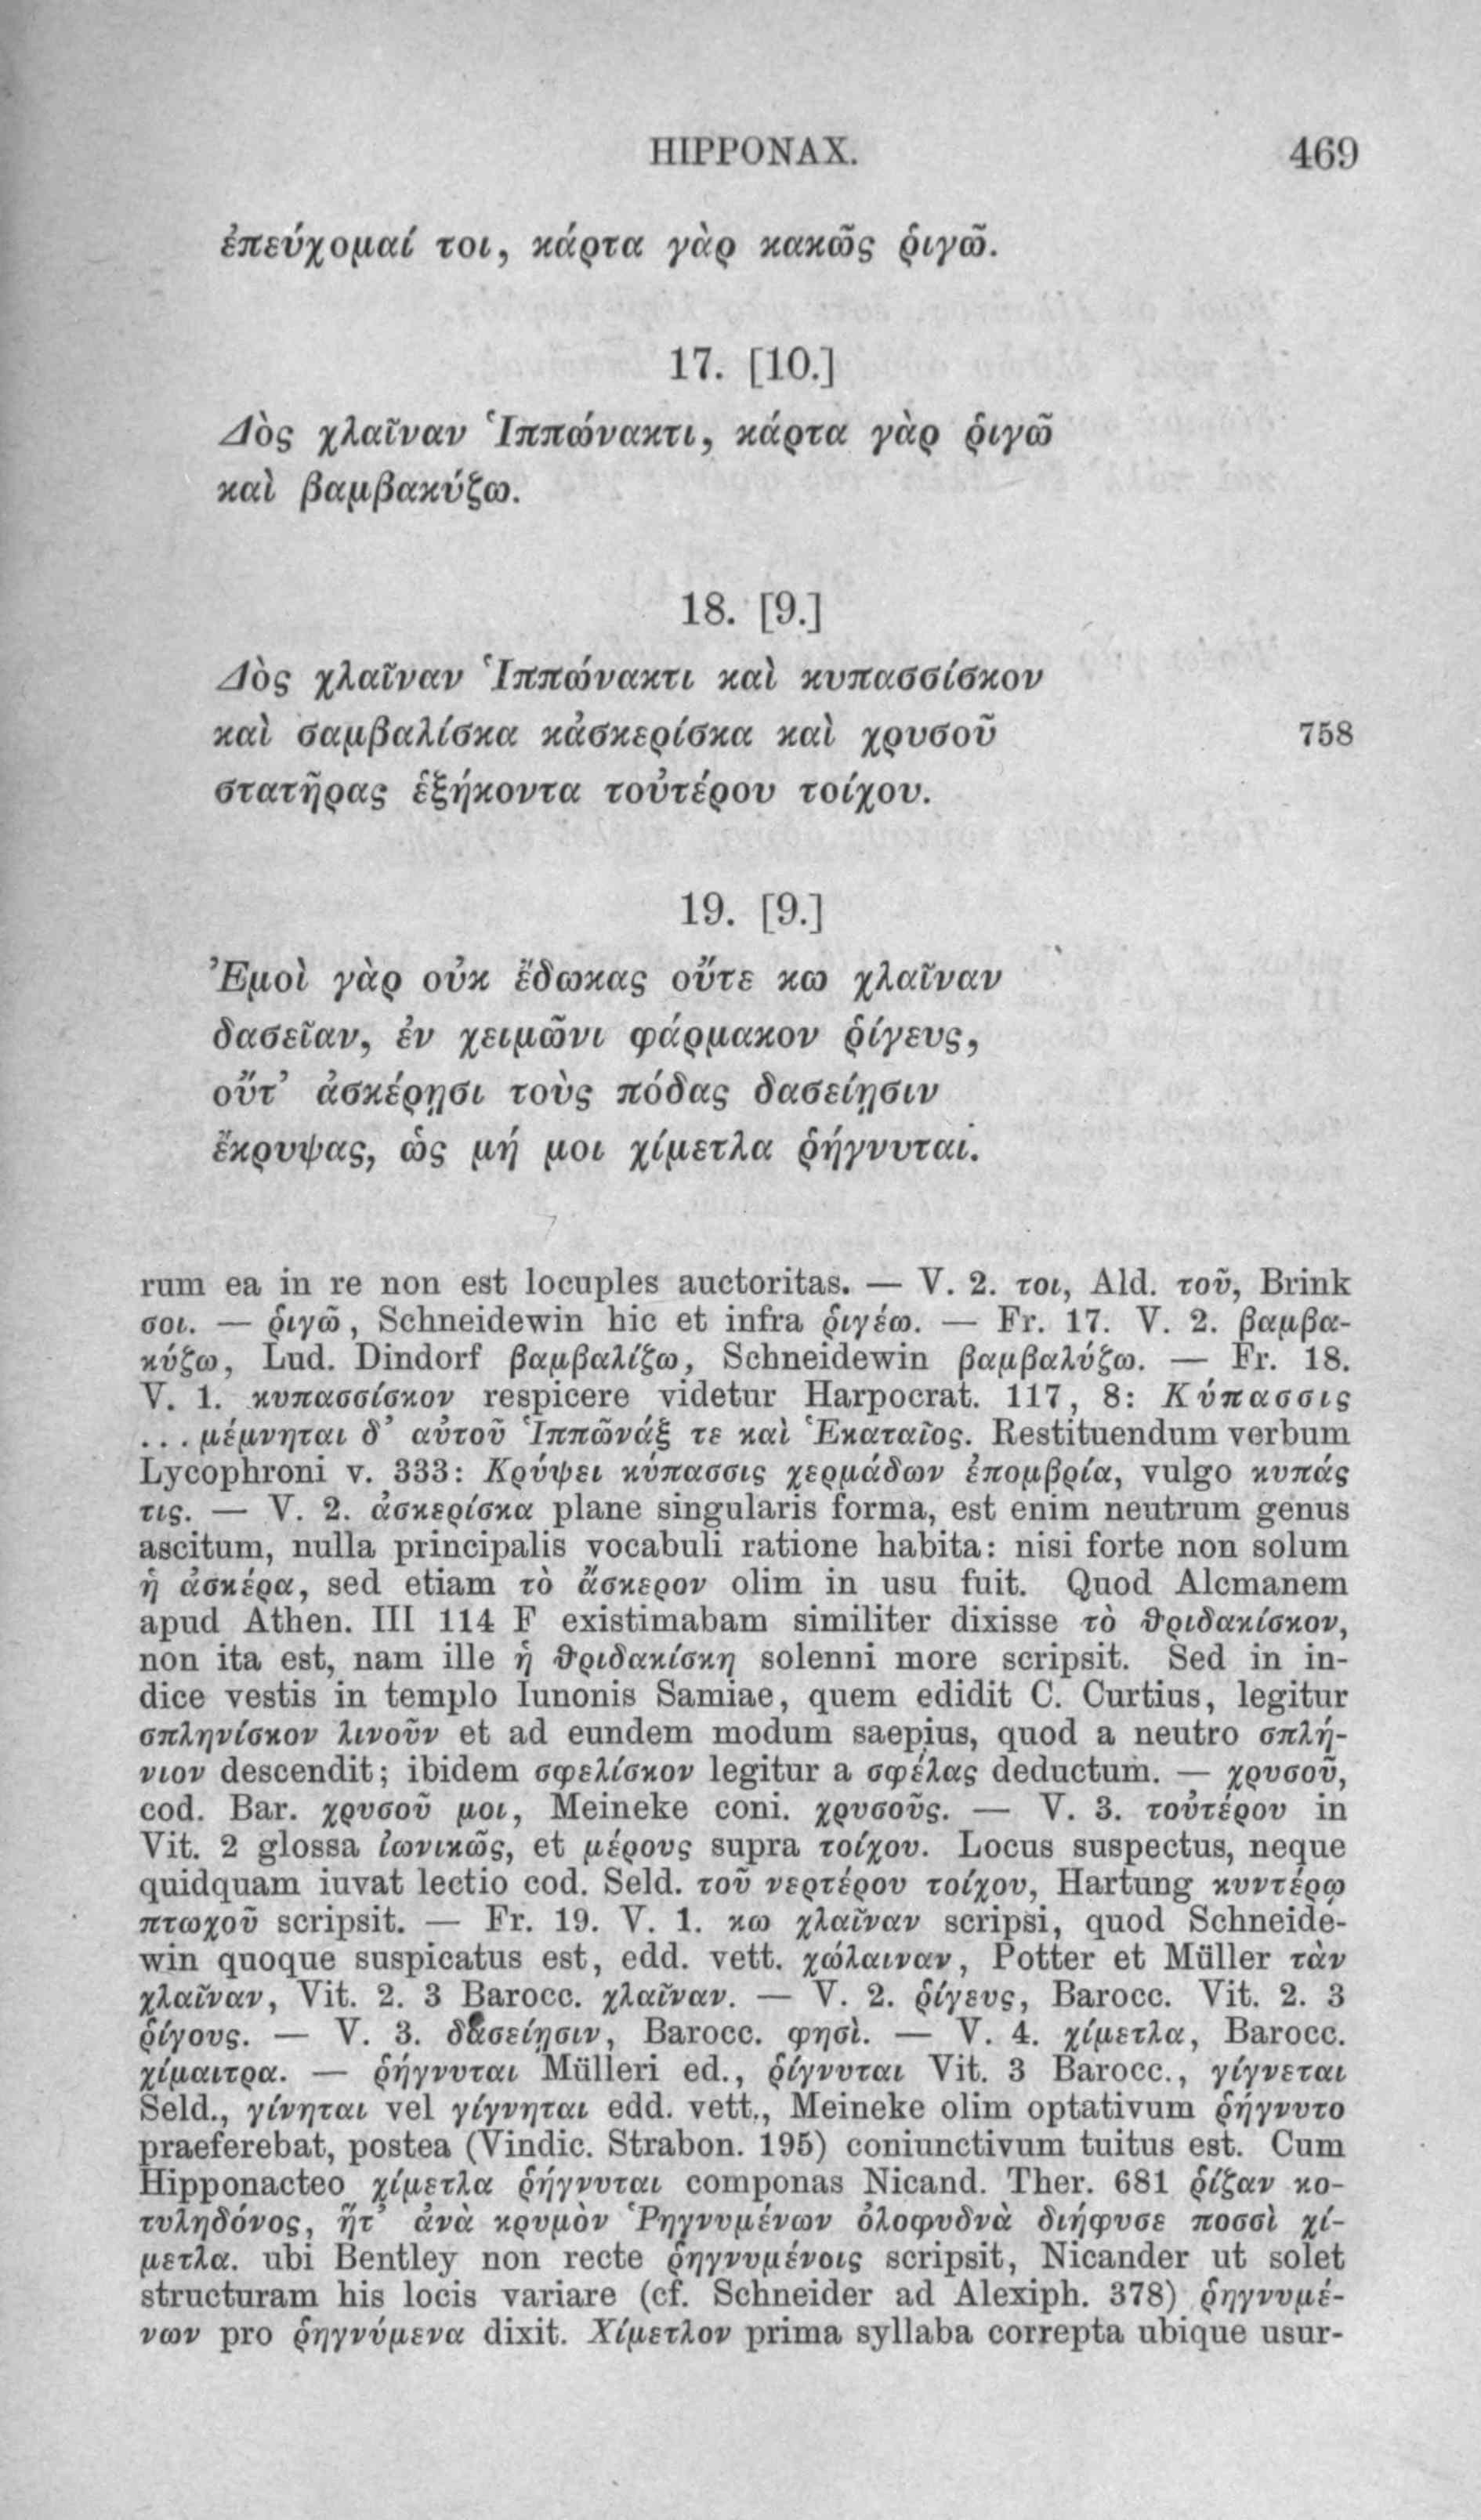 HIPPONAX. 469
ἐπεύχομαί τοι, κάρτα γὰρ κακῶς ῥιγῶ.
17. [10.]
Δὸς χλαῖναν Ἱππώνακτι, κάρτα γὰρ ῥιγῶ
καὶ βαμβακύζω.
18. [9.]
Δὸς χλαῖναν Ἱππώνακτι καὶ κυπασσίσκον
καὶ σαμβαλίσκα κἀσκερίσκα καὶ χρυσοῦ 758
στατῆρας ἑξήκοντα τοὐτέρου τοίχου.
19. [9.]
Ἐμοὶ γὰρ οὐκ ἔδωκας οὔτε κω χλαῖναν
δασεῖαν, ἐν χειμῶνι φάρμακον ῥίγευς,
οὔτ’ ἀσκέρῃσι τοὺς πόδας δασείῃσιν
ἔκρυψας, ὡς μή μοι χίμετλα ῥήγνυται.
rum ea in re non est locuples auctoritas. — V. 2. τοι, Ald. τοῦ, Brink
σοι. — ῥιγῶ, Schneidewin hic et infra ῥιγέω. — Fr. 17. V. 2. βαμβα-
κύζω, Lud. Dindorf βαμβαλίζω, Schneidewin βαμβαλύζω. — Fr. 18.
V. 1. κυπασσίσκον respicere videtur Harpocrat. 117, 8: Κύπασσις
... μέμνηται δ’ αὐτοῦ Ἱππῶνάξ τε καὶ Ἑκαταῖος. Restituendum verbum
Lycophroni v. 333: Κρύψει κύπασσις χερμάδων ἐπομβρία, vulgo κυπάς
τις. — V. 2. ἀσκερίσκα plane singularis forma, est enim neutrum genus
ascitum, nulla principalis vocabuli ratione habita: nisi forte non solum
ἡ ἀσκέρα, sed etiam τὸ ἄσκερον olim in usu fuit. Quod Alcmanem
apud Athen. III 114 F existimabam similiter dixisse τὸ θριδακίσκον,
non ita est, nam ille ἡ θριδακίσκη solenni more scripsit. Sed in in-
dice vestis in templo Iunonis Samiae, quem edidit C. Curtius, legitur
σπληνίσκον λινοῦν et ad eundem modum saepius, quod a neutro σπλή-
νιον descendit; ibidem σφελίσκον legitur a σφέλας deductum. — χρυσοῦ,
cod. Bar. χρυσοῦ μοι, Meineke coni. χρυσοῦς. — V. 3. τοὐτέρου in
Vit. 2 glossa ἰωνικῶς, et μέρους supra τοίχου. Locus suspectus, neque
quidquam iuvat lectio cod. Seld. τοῦ νερτέρου τοίχου, Hartung κυντέρῳ
πτωχοῦ scripsit. — Fr. 19. V. 1. κω χλαῖναν scripsi, quod Schneide-
win quoque suspicatus est, edd. vett. χώλαιναν, Potter et Müller τὰν
χλαῖναν, Vit. 2. 3 Barocc. χλαῖναν. — V. 2. ῥίγευς, Barocc. Vit. 2. 3
ῥίγους. — V. 3. δασείῃσιν, Barocc. φησὶ. — V. 4. χίμετλα, Barocc.
χίμαιτρα. — ῥήγνυται Mülleri ed., ῥίγνυται Vit. 3 Barocc., γίγνεται
Seld., γίνηται vel γίγνηται edd. vett., Meineke olim optativum ῥήγνυτο
praeferebat, postea (Vindic. Strabon. 195) coniunctivum tuitus est. Cum
Hipponacteo χίμετλα ῥήγνυται componas Nicand. Ther. 681 ῥίζαν κο-
τυληδόνος, ἥτ’ ἀνὰ κρυμὸν Ῥηγνυμένων ὀλοφυδνὰ διήφυσε ποσσὶ χί-
μετλα. ubi Bentley non recte ῥηγνυμένοις scripsit, Nicander ut solet
structuram his locis variare (cf. Schneider ad Alexiph. 378) ῥηγνυμέ-
νων pro ῥηγνύμενα dixit. Χίμετλον prima syllaba correpta ubique usur-